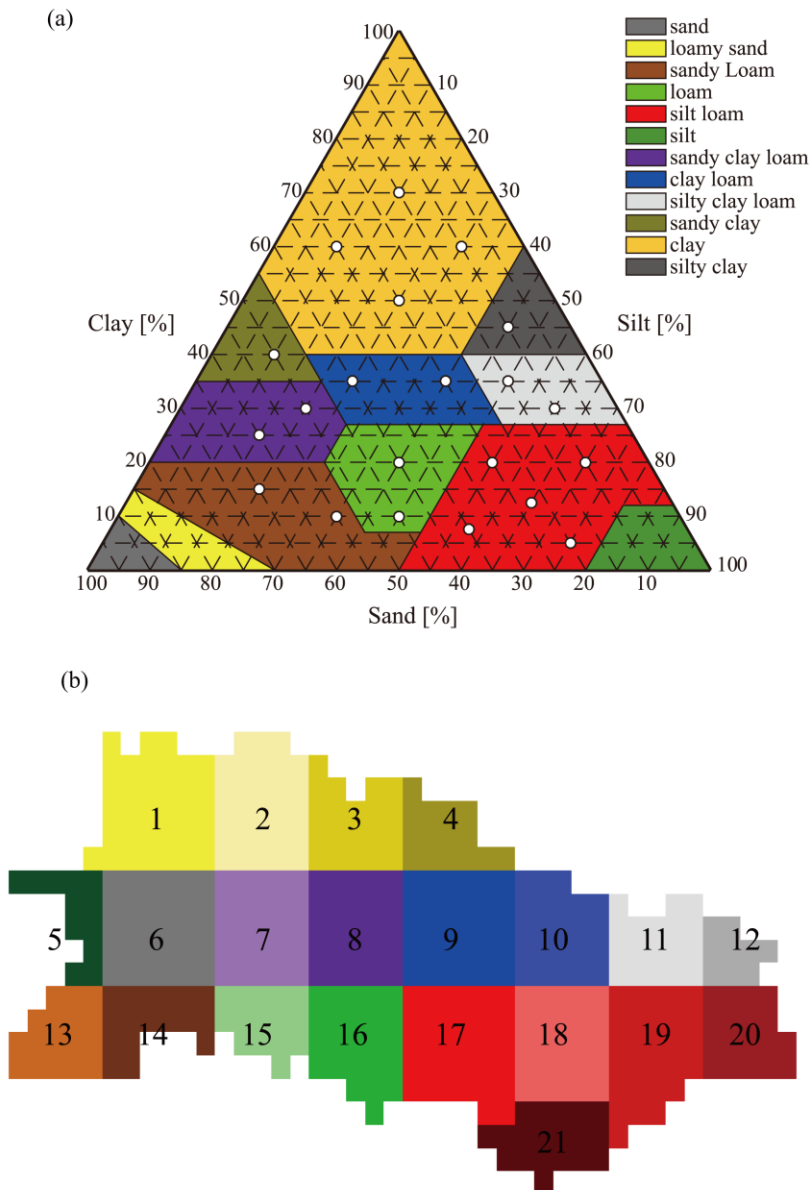 (a)
100
90 10
80 20
70 30
60 40
Clay [%] 50 50 Silt [%]
40 60
30 70
20 80
10 90
100 90 80 70 60 50 40 30 20 10 100
Sand [%]
sand
loamy sand
sandy Loam
loam
silt loam
silt
sandy clay loam
clay loam
silty clay loam
sandy clay
clay
silty clay
(b)
1 2 3 4
5 6 7 8 9 10 11 12
13 14 15 16 17 18 19 20
21